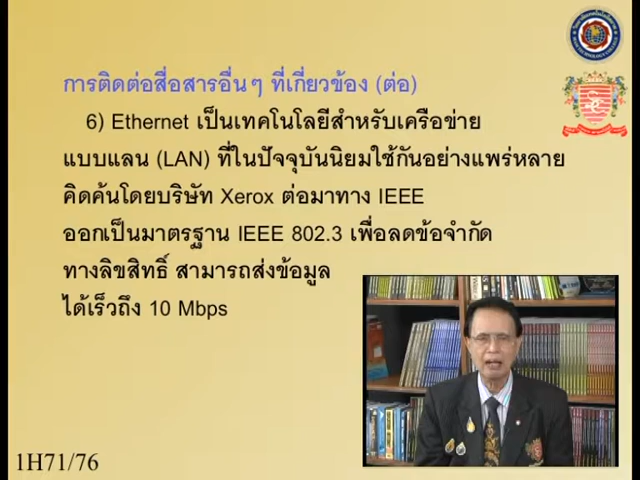 การติดต่อสื่อสารอื่นๆ ที่เกี่ยวข้อง (ต่อ)
6) Ethernet เป็นเทคโนโลยีสำหรับเครือข่าย
แบบแลน (LAN) ที่ในปัจจุบันนิยมใช้กันอย่างแพร่หลาย
คิดค้นโดยบริษัท Xerox ต่อมาทาง IEEE
ออกเป็นมาตรฐาน IEEE 802.3 เพื่อลดข้อจำกัด
ทางลิขสิทธิ์ สามารถส่งข้อมูล
ได้เร็วถึง 10 Mbps
1H71/76